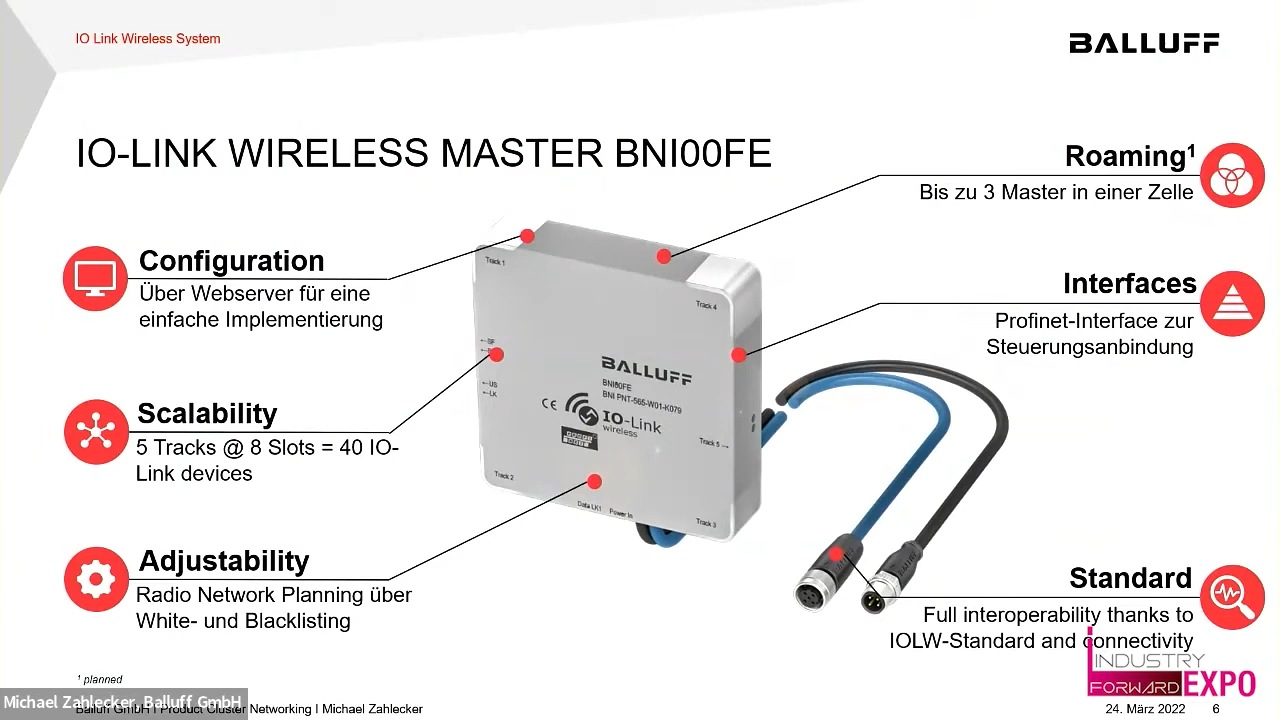 IO Link Wireless System
BALLUFF
IO-LINK WIRELESS MASTER BNI00FE
Roaming¹
Bis zu 3 Master in einer Zelle
Configuration
Über Webserver für eine
einfache Implementierung
Interfaces
Profinet-Interface zur
Steuerungsanbindung
Scalability
5 Tracks @ 8 Slots = 40 IO-
Link devices
Adjustability
Radio Network Planning über
White- und Blacklisting
Standard
Full interoperability thanks to
IOLW-Standard and connectivity
Track 1
Track 4
←SF
←US
←LK
BALLUFF
BNI00FE
BNI PNT-565-W01-K079
CE
IO-Link
wireless
Track 5→
Track 2
Data LK1 Power In
Track 3
¹ planned
Michael Zahlecker, Balluff GmbH
Balluff GmbH I Product Cluster Networking I Michael Zahlecker
INDUSTRY
FORWARD EXPO
24. März 2022 6